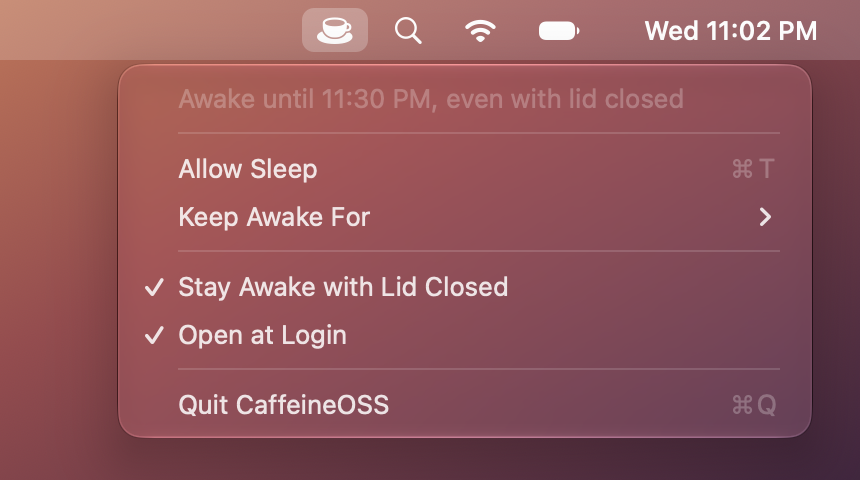 Wed 11:02 PM
Awake until 11:30 PM, even with lid closed
Allow Sleep ⌘ T
Keep Awake For
Stay Awake with Lid Closed
Open at Login
Quit CaffeineOSS ⌘ Q